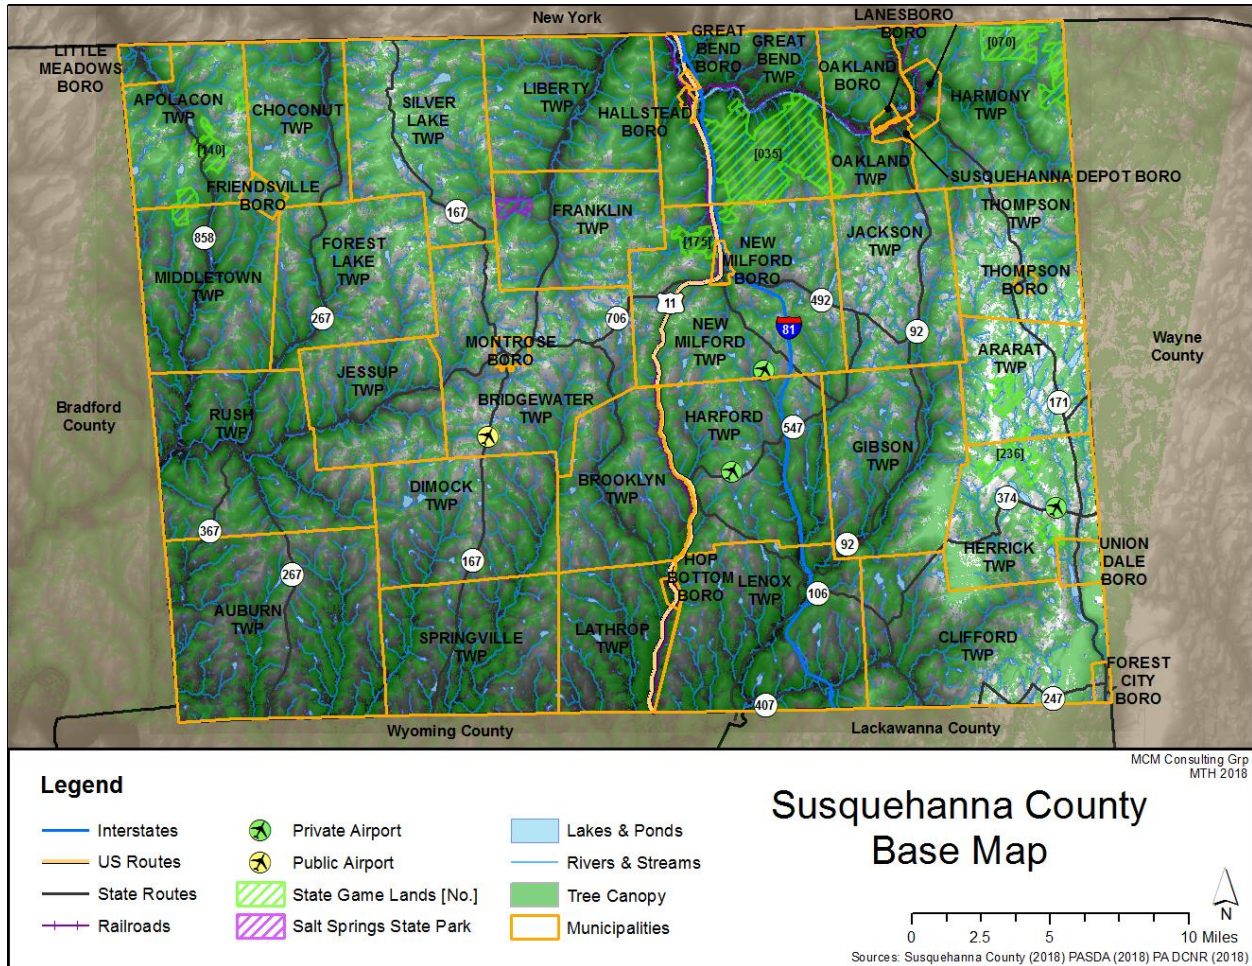 New York
LANESBORO
BORO
LITTLE
MEADOWS
BORO
GREAT
BEND
BORO
GREAT
BEND
TWP
OAKLAND
BORO
[070]
APOLACON
TWP
CHOCONUT
TWP
SILVER
LAKE
TWP
LIBERTY
TWP
HALLSTEAD
BORO
HARMONY
TWP
[140]
[035]
OAKLAND
TWP
SUSQUEHANNA DEPOT BORO
FRIENDSVILLE
BORO
167
FRANKLIN
TWP
THOMPSON
TWP
858
FOREST
LAKE
TWP
[175]
NEW
MILFORD
BORO
JACKSON
TWP
MIDDLETOWN
TWP
THOMPSON
BORO
267
706
11
492
81
92
NEW
MILFORD
TWP
Wayne
County
MONTROSE
BORO
ARARAT
TWP
JESSUP
TWP
Bradford
County
RUSH
TWP
BRIDGEWATER
TWP
HARFORD
TWP
547
171
GIBSON
TWP
[236]
DIMOCK
TWP
BROOKLYN
TWP
374
367
167
92
HERRICK
TWP
UNION
DALE
BORO
267
HOP
BOTTOM
BORO
LENOX
TWP
106
AUBURN
TWP
SPRINGVILLE
TWP
LATHROP
TWP
CLIFFORD
TWP
FOREST
CITY
BORO
407
247
Wyoming County
Lackawanna County
MCM Consulting Grp
MTH 2018
Legend
Interstates
US Routes
State Routes
Railroads
Private Airport
Public Airport
State Game Lands [No.]
Salt Springs State Park
Lakes & Ponds
Rivers & Streams
Tree Canopy
Municipalities
Susquehanna County
Base Map
N
0 2.5 5 10 Miles
Sources: Susquehanna County (2018) PASDA (2018) PA DCNR (2018)